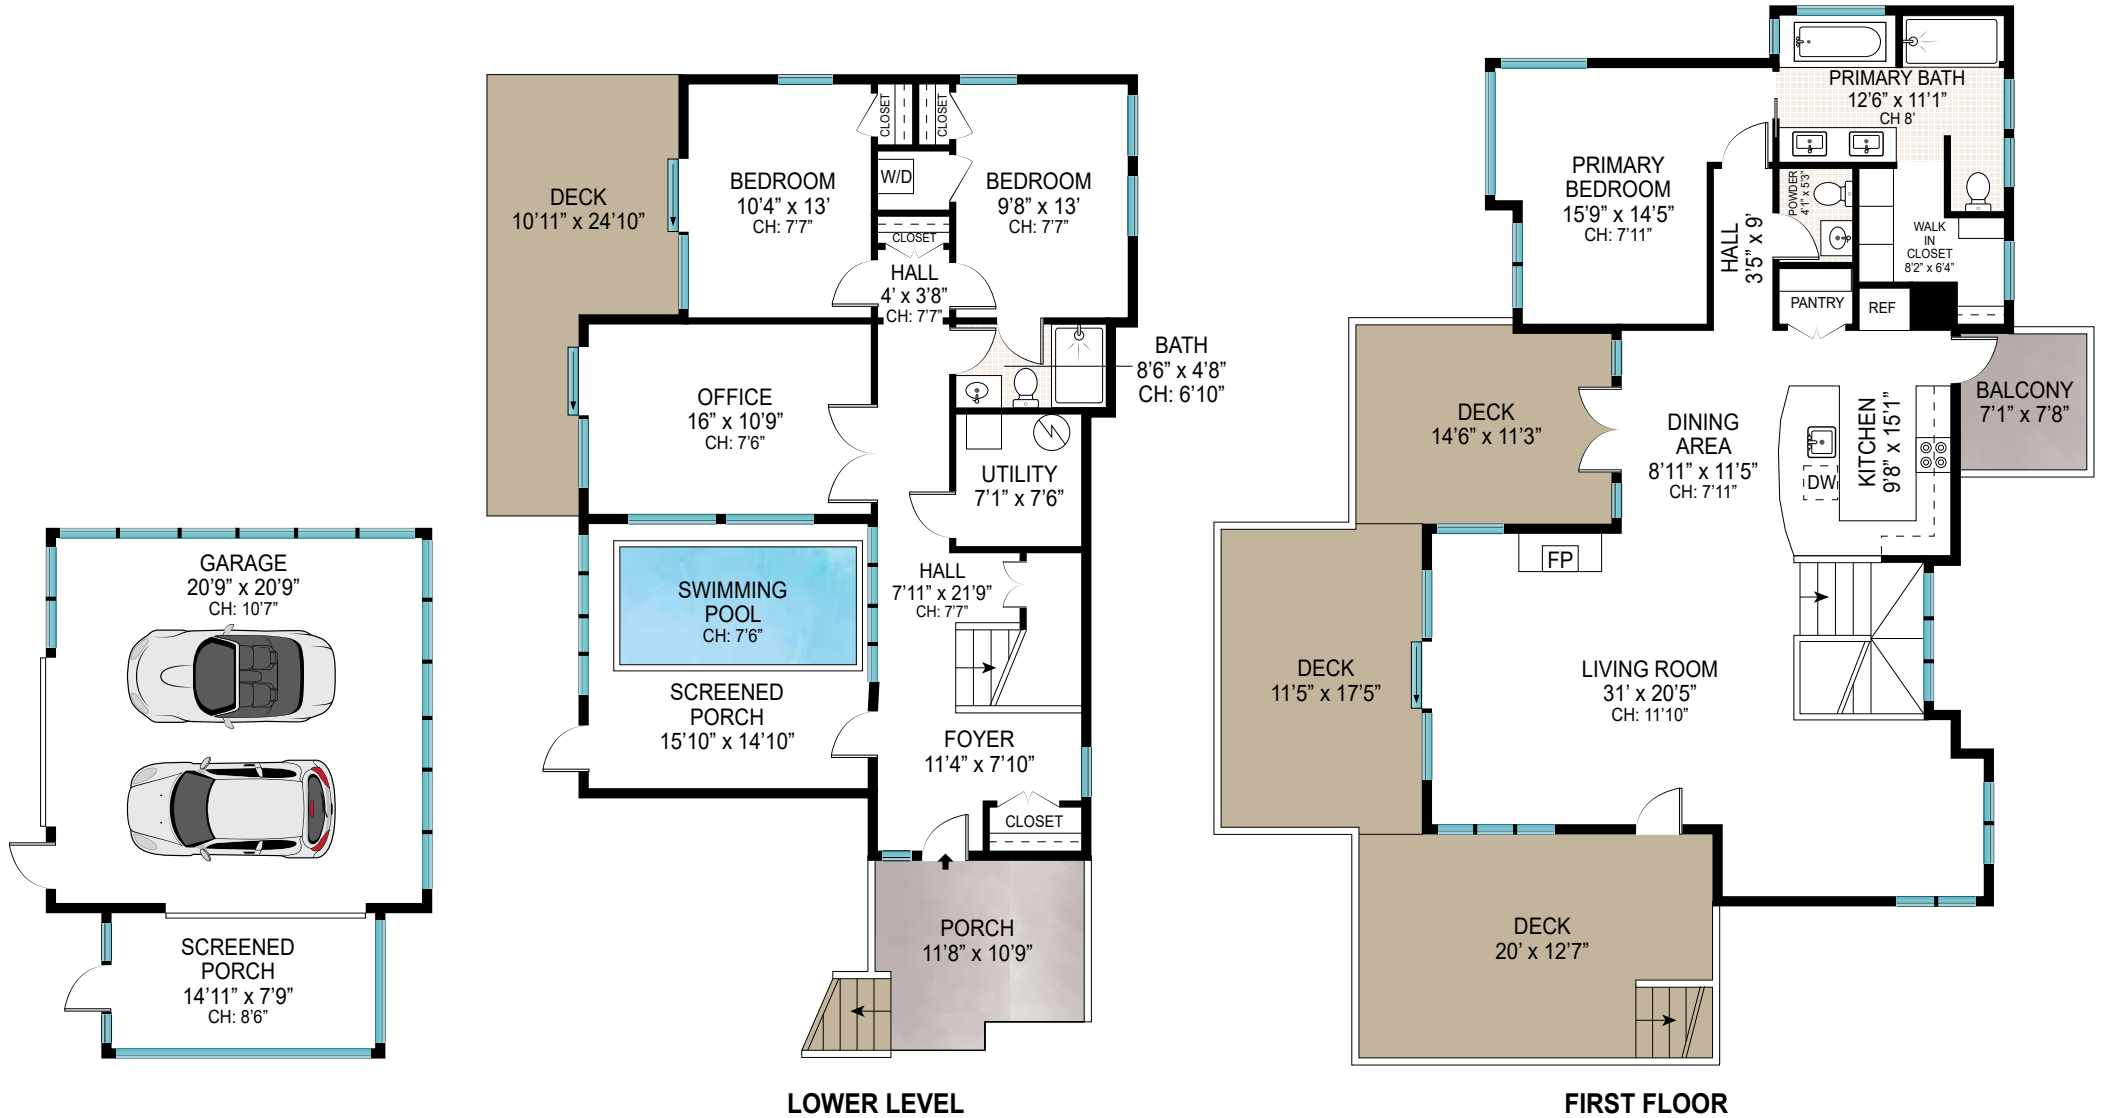 GARAGE
20'9” x 20'9”
CH: 10'7”
SCREENED
PORCH
14'11” x 7'9”
CH: 8'6”
DECK
10'11” x 24'10”
BEDROOM
10'4” x 13'
CH: 7'7”
CLOSET
CLOSET
W/D
BEDROOM
9'8” x 13'
CH: 7'7”
CLOSET
HALL
4' x 3'8”
CH: 7'7”
BATH
8'6” x 4'8”
CH: 6'10”
OFFICE
16” x 10'9”
CH: 7'6”
UTILITY
7'1” x 7'6”
SWIMMING
POOL
CH: 7'6”
HALL
7'11” x 21'9”
CH: 7'7”
SCREENED
PORCH
15'10” x 14'10”
FOYER
11'4” x 7'10”
CLOSET
PORCH
11'8” x 10'9”
LOWER LEVEL
PRIMARY BATH
12'6” x 11'1”
CH 8'
PRIMARY
BEDROOM
15'9” x 14'5”
CH: 7'11”
POWDER
4'1” x 5'3”
HALL
3'5” x 9'
WALK
IN
CLOSET
8'2” x 6'4”
PANTRY
REF
DECK
14'6” x 11'3”
DINING
AREA
8'11” x 11'5”
CH: 7'11”
DW
KITCHEN
9'8” x 15'1”
BALCONY
7'1” x 7'8”
FP
DECK
11'5” x 17'5”
LIVING ROOM
31' x 20'5”
CH: 11'10”
DECK
20' x 12'7”
FIRST FLOOR